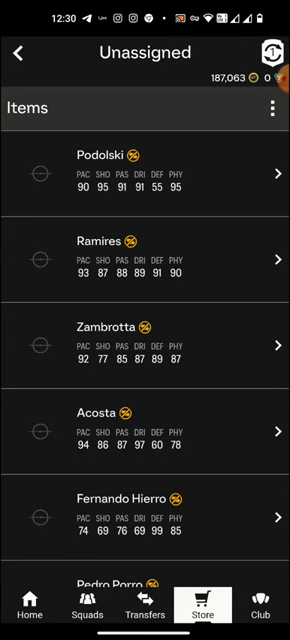 12:30
Unassigned
187,063 0
Items
Podolski
PAC SHO PAS DRI DEF PHY
90 95 91 91 55 95
Ramires
PAC SHO PAS DRI DEF PHY
93 87 88 89 91 90
Zambrotta
PAC SHO PAS DRI DEF PHY
92 77 85 87 89 87
Acosta
PAC SHO PAS DRI DEF PHY
94 86 87 97 60 78
Fernando Hierro
PAC SHO PAS DRI DEF PHY
74 69 76 69 99 85
Pedro Porro
Home Squads Transfers Store Club